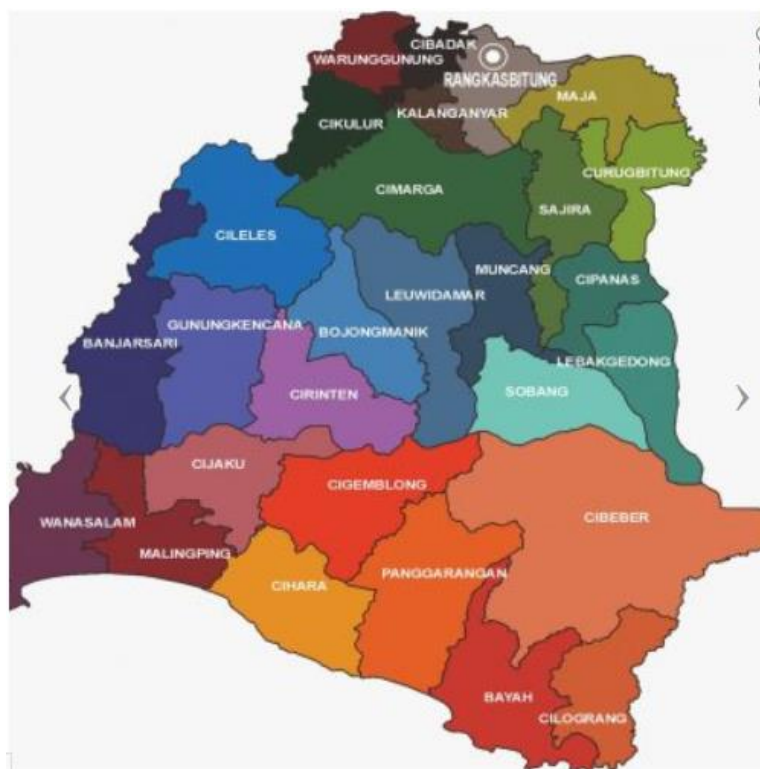 CIBADAK
WARUNGGUNUNG
RANGKASBITUNG
MAJA
KALANGANYAR
CIKULUR
CURUGBITUNG
CIMARGA
SAJIRA
CILELES
MUNCANG
CIPANAS
LEUWIDAMAR
GUNUNGKENCANA
BOJONGMANIK
BANJARSARI
LEBAKGEDONG
CIRINTEN
SOBANG
CIJAKU
CIGEMBLONG
CIBEBER
WANASALAM
MALINGPING
PANGGARANGAN
CIHARA
BAYAH
CILOGRANG